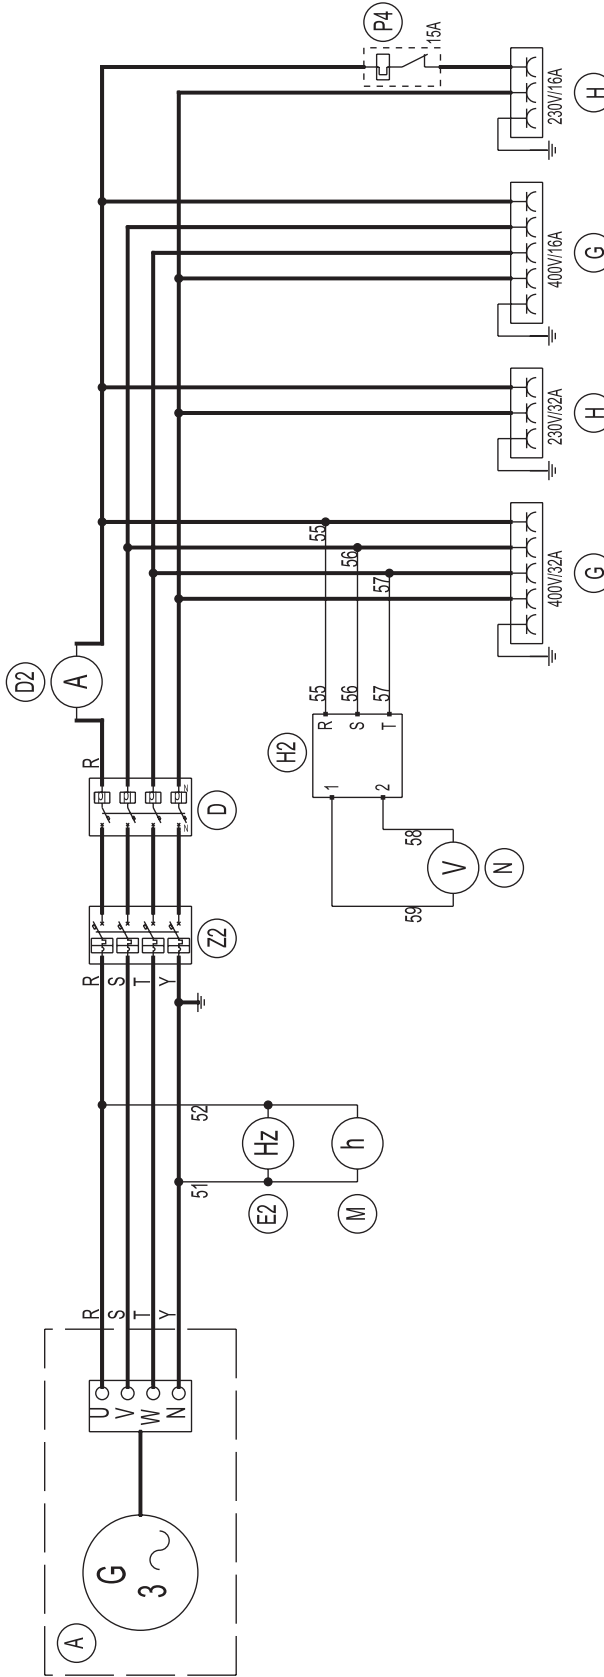 P4
15A
230V/16A
H
400V/16A
G
230V/32A
H
400V/32A
G
D2
A
R
N
N
D
55
56
57
55
56
57
R
S
T
H2
1
2
58
59
V
N
Z2
R
S
T
Y
52
51
Hz
h
E2
M
R
S
T
Y
U
V
W
N
G
3
A